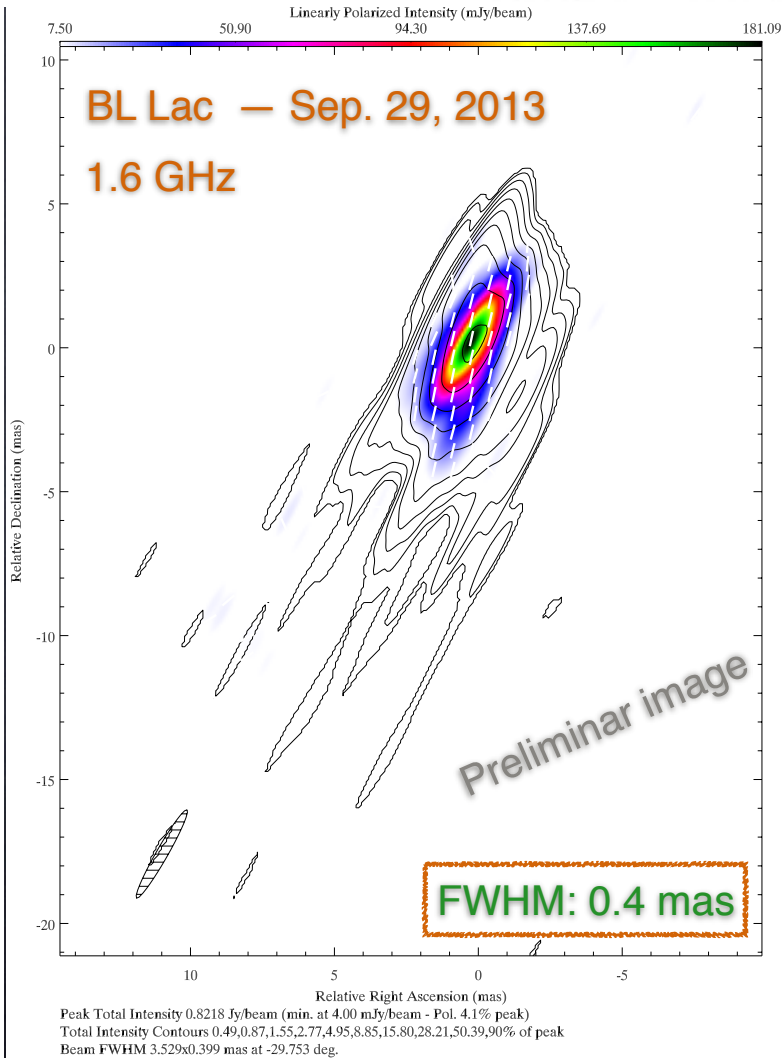 Linearly Polarized Intensity (mJy/beam)
7.50 50.90 94.30 137.69 181.09
BL Lac — Sep. 29, 2013
1.6 GHz
10
5
0
-5
-10
-15
-20
Relative Declination (mas)
Preliminar image
FWHM: 0.4 mas
10 5 0 -5
Relative Right Ascension (mas)
Peak Total Intensity 0.8218 Jy/beam (min. at 4.00 mJy/beam - Pol. 4.1% peak)
Total Intensity Contours 0.49,0.87,1.55,2.77,4.95,8.85,15.80,28.21,50.39,90% of peak
Beam FWHM 3.529x0.399 mas at -29.753 deg.